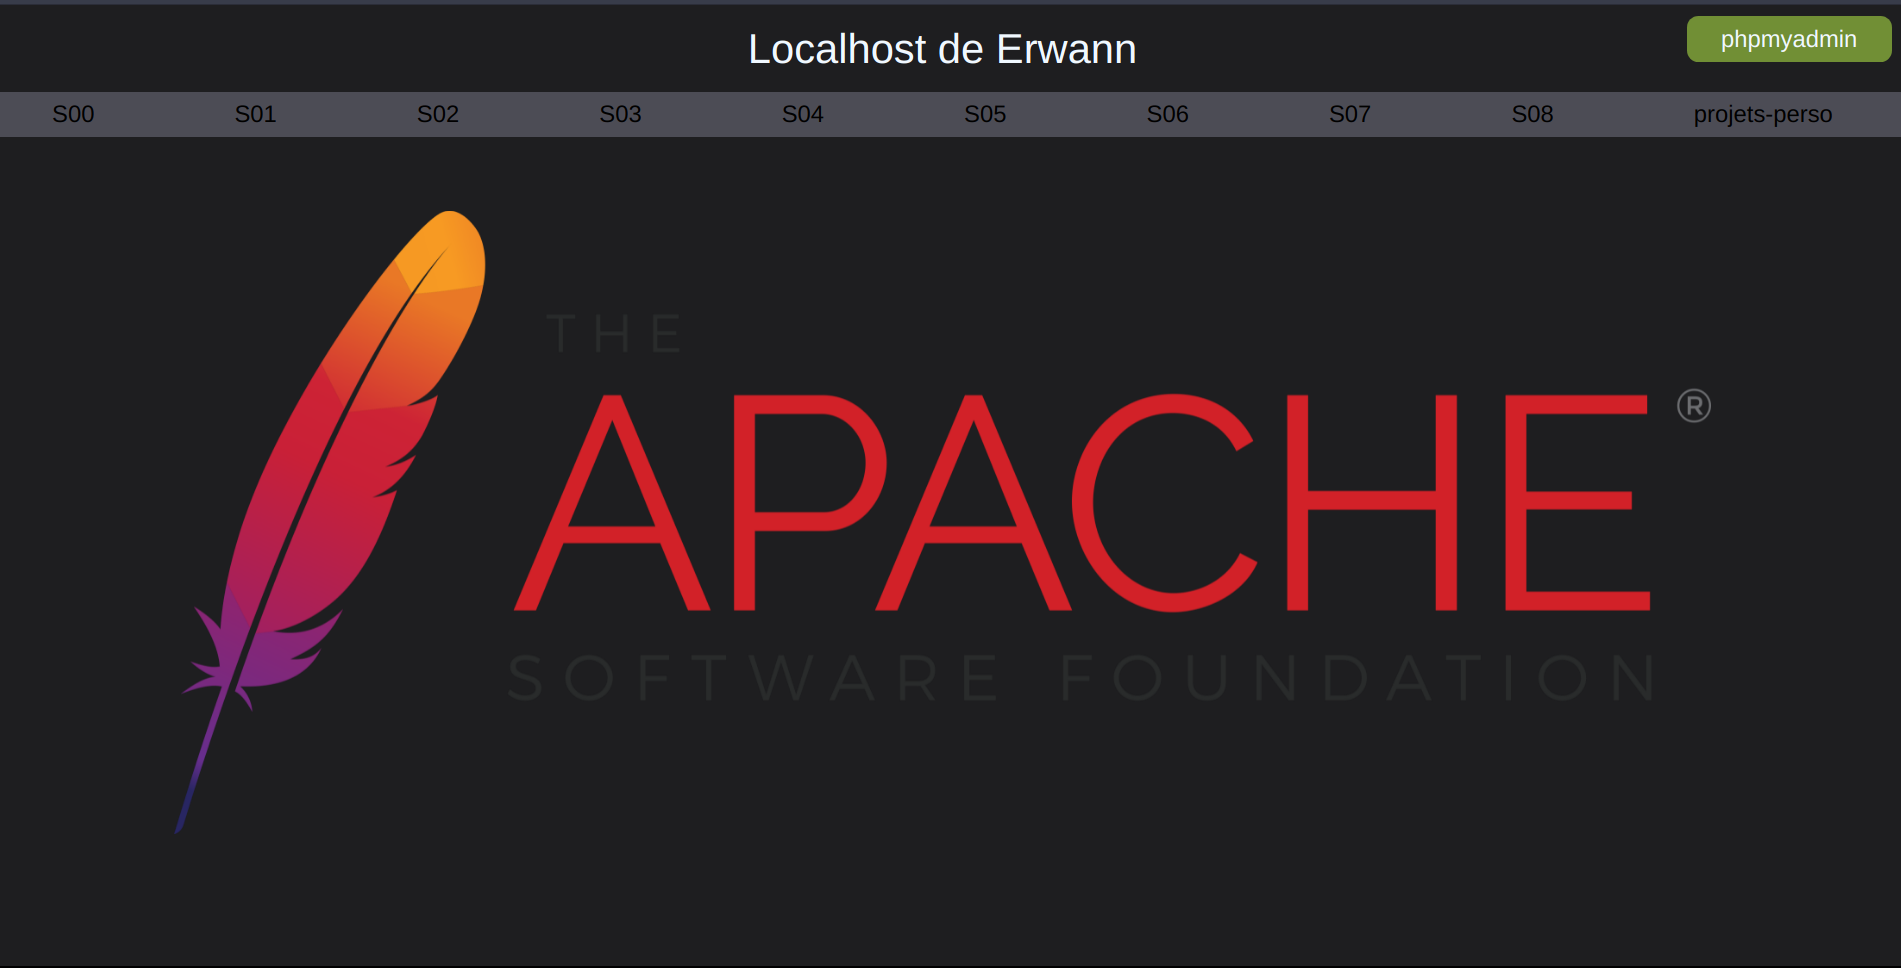 Localhost de Erwann
phpmyadmin
S00 S01 S02 S03 S04 S05 S06 S07 S08 projets-perso
THE
APACHE®
SOFTWARE FOUNDATION